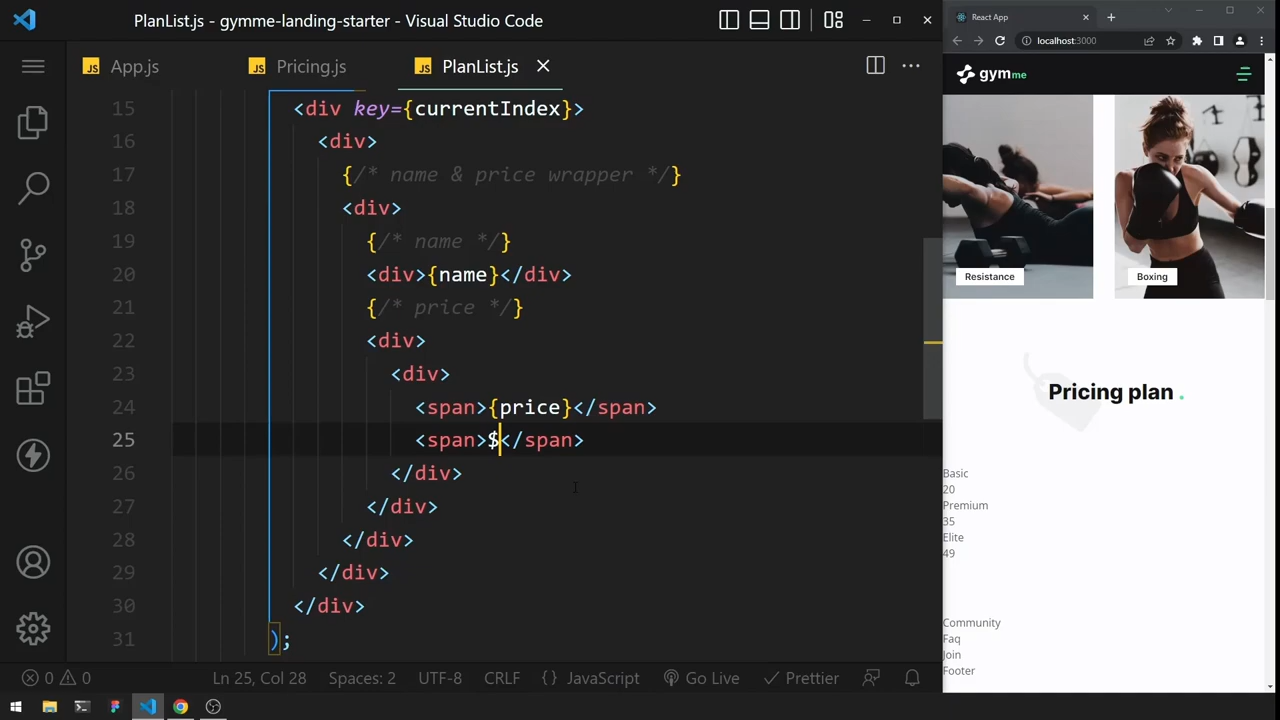 PlanList.js - gymme-landing-starter - Visual Studio Code
App.js
Pricing.js
PlanList.js
15 <div key={currentIndex}>
16 <div>
17 {/* name & price wrapper */}
18 <div>
19 {/* name */}
20 <div>{name}</div>
21 {/* price */}
22 <div>
23 <div>
24 <span>{price}</span>
25 <span>$</span>
26 </div>
27 </div>
28 </div>
29 </div>
30 </div>
31 );
0 0
Ln 25, Col 28
Spaces: 2
UTF-8
CRLF
{} JavaScript
Go Live
Prettier
React App
localhost:3000
gymme
Resistance
Boxing
Pricing plan .
Basic
20
Premium
35
Elite
49
Community
Faq
Join
Footer